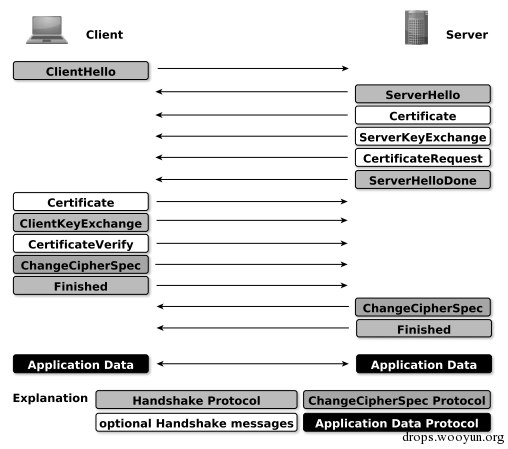 Client
Server
ClientHello
ServerHello
Certificate
ServerKeyExchange
CertificateRequest
ServerHelloDone
Certificate
ClientKeyExchange
CertificateVerify
ChangeCipherSpec
Finished
ChangeCipherSpec
Finished
Application Data
Application Data
Explanation
Handshake Protocol
ChangeCipherSpec Protocol
optional Handshake messages
Application Data Protocol
drops.wooyun.org